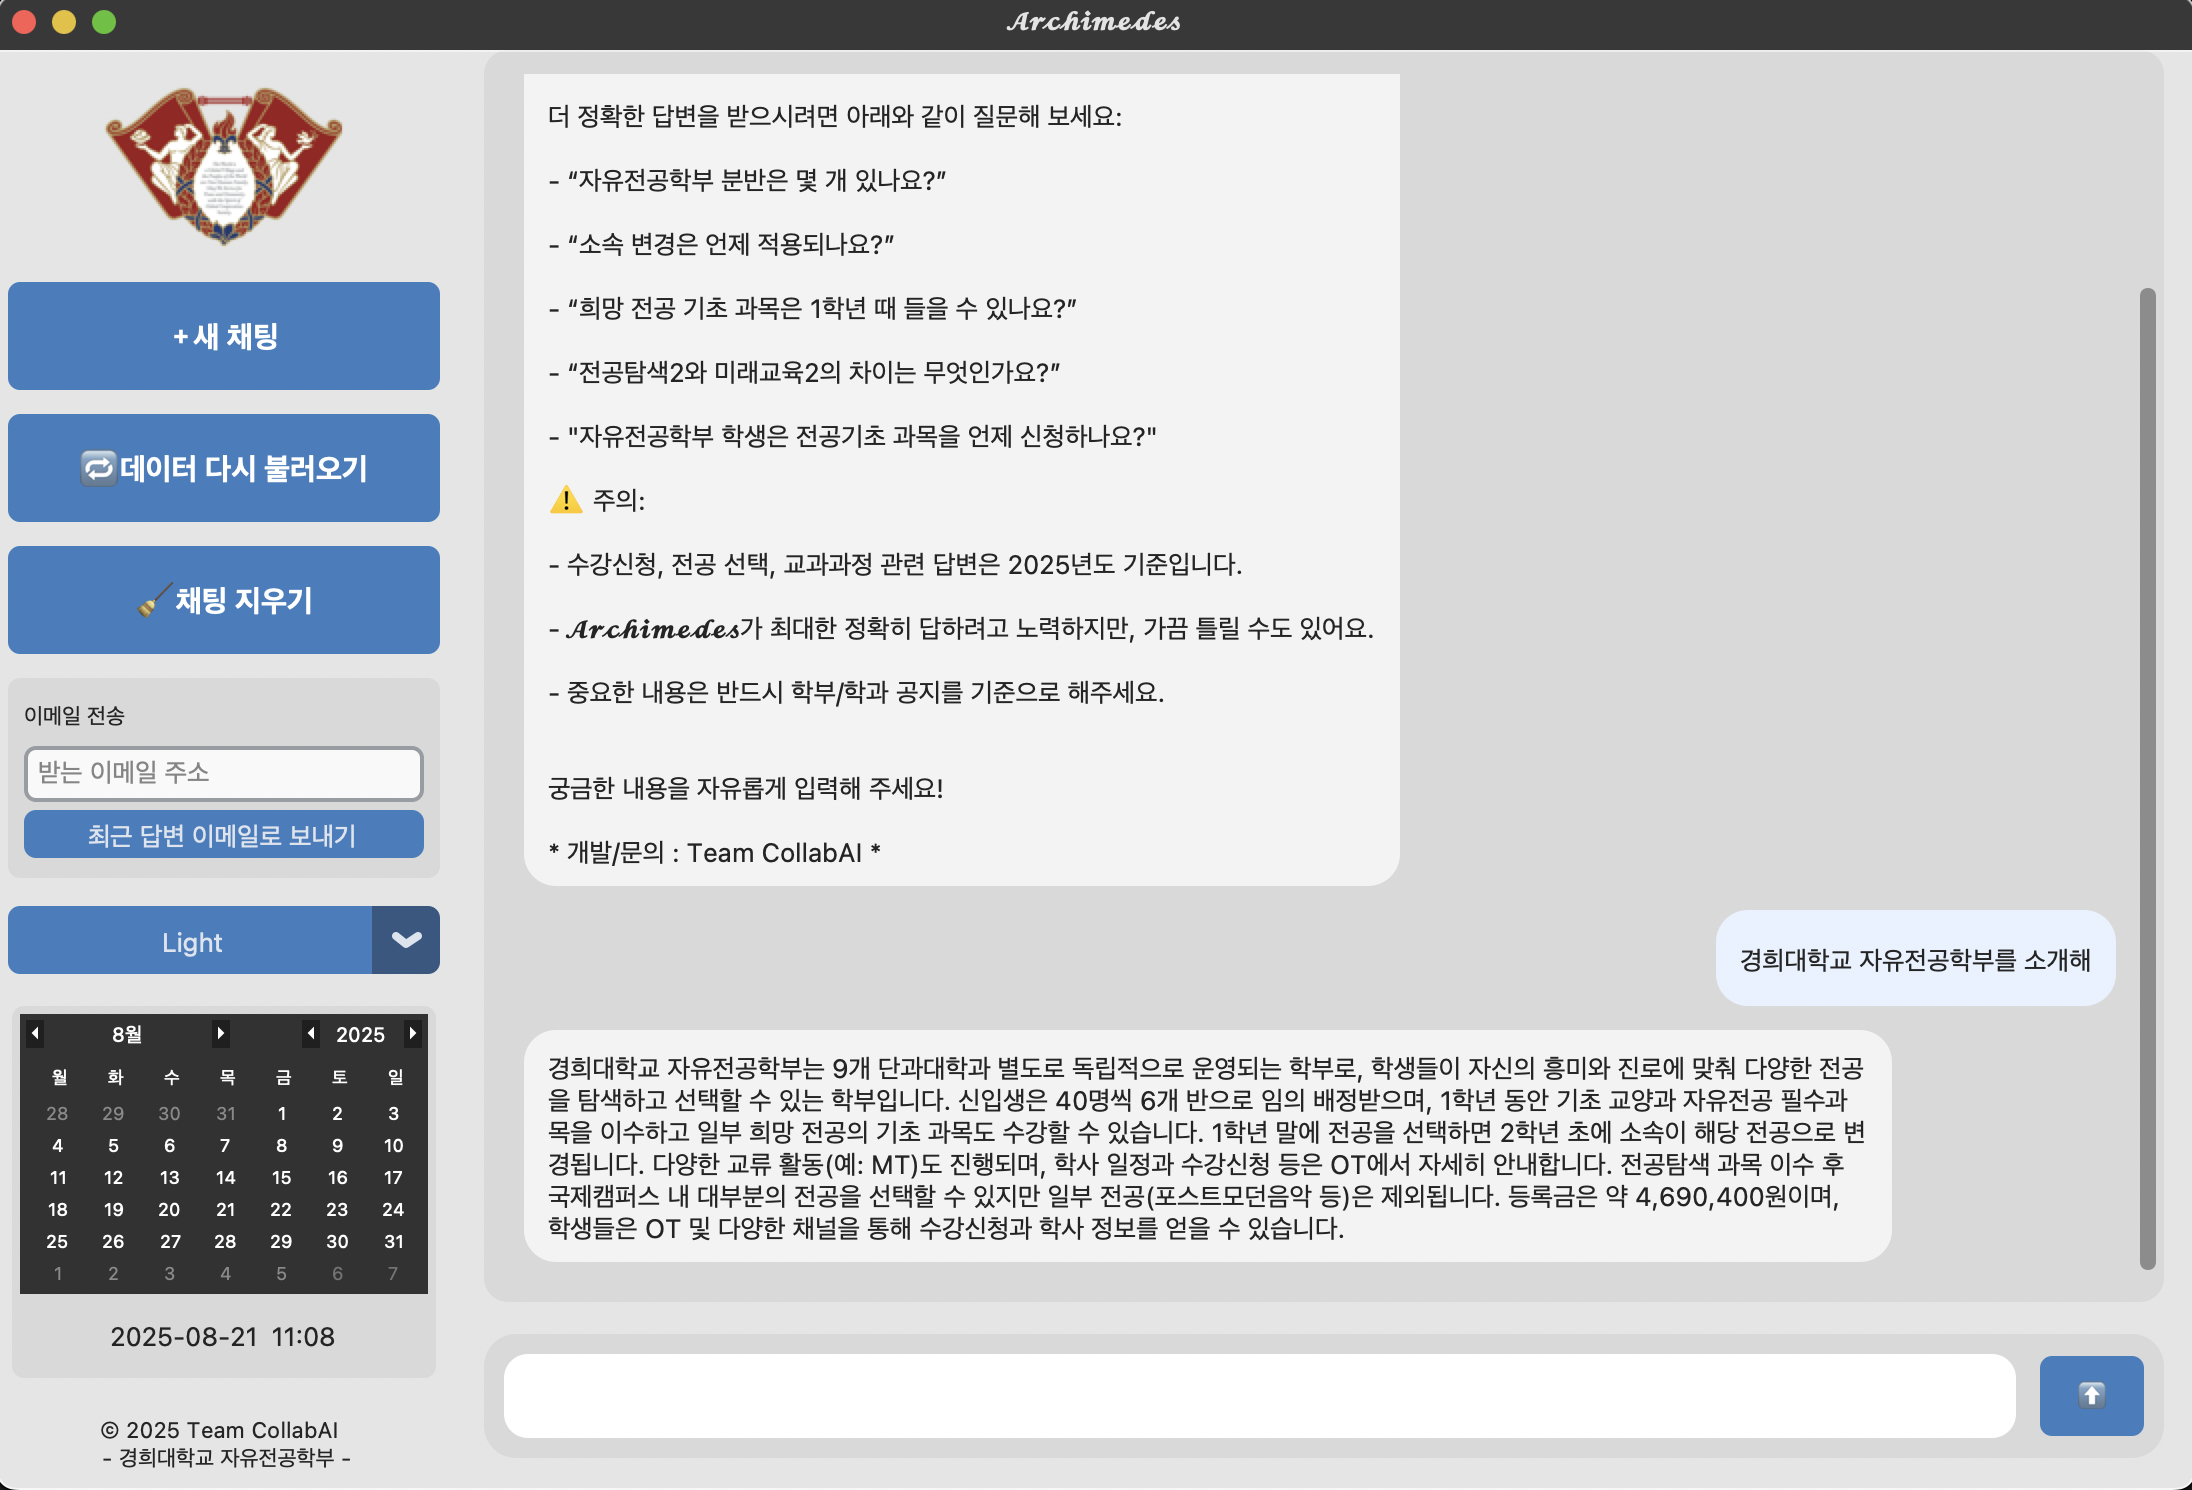 Archimedes
+ 새 채팅
데이터 다시 불러오기
채팅 지우기
이메일 전송
받는 이메일 주소
최근 답변 이메일로 보내기
Light
8월 2025
월 화 수 목 금 토 일
28 29 30 31 1 2 3
4 5 6 7 8 9 10
11 12 13 14 15 16 17
18 19 20 21 22 23 24
25 26 27 28 29 30 31
1 2 3 4 5 6 7
2025-08-21 11:08
© 2025 Team CollabAI
- 경희대학교 자유전공학부 -
더 정확한 답변을 받으시려면 아래와 같이 질문해 보세요:
- “자유전공학부 분반은 몇 개 있나요?”
- “소속 변경은 언제 적용되나요?”
- “희망 전공 기초 과목은 1학년 때 들을 수 있나요?”
- “전공탐색2와 미래교육2의 차이는 무엇인가요?”
- "자유전공학부 학생은 전공기초 과목을 언제 신청하나요?"
⚠️ 주의:
- 수강신청, 전공 선택, 교과과정 관련 답변은 2025년도 기준입니다.
- Archimedes가 최대한 정확히 답하려고 노력하지만, 가끔 틀릴 수도 있어요.
- 중요한 내용은 반드시 학부/학과 공지를 기준으로 해주세요.
궁금한 내용을 자유롭게 입력해 주세요!
* 개발/문의 : Team CollabAI *
경희대학교 자유전공학부를 소개해
경희대학교 자유전공학부는 9개 단과대학과 별도로 독립적으로 운영되는 학부로, 학생들이 자신의 흥미와 진로에 맞춰 다양한 전공
을 탐색하고 선택할 수 있는 학부입니다. 신입생은 40명씩 6개 반으로 임의 배정받으며, 1학년 동안 기초 교양과 자유전공 필수과
목을 이수하고 일부 희망 전공의 기초 과목도 수강할 수 있습니다. 1학년 말에 전공을 선택하면 2학년 초에 소속이 해당 전공으로 변
경됩니다. 다양한 교류 활동(예: MT)도 진행되며, 학사 일정과 수강신청 등은 OT에서 자세히 안내합니다. 전공탐색 과목 이수 후
국제캠퍼스 내 대부분의 전공을 선택할 수 있지만 일부 전공(포스트모던음악 등)은 제외됩니다. 등록금은 약 4,690,400원이며,
학생들은 OT 및 다양한 채널을 통해 수강신청과 학사 정보를 얻을 수 있습니다.